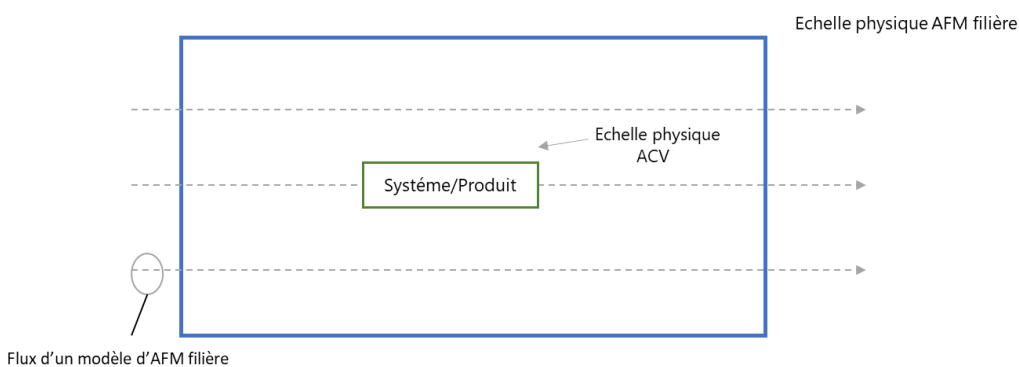 Echelle physique AFM filière
Echelle physique
ACV
Systéme/Produit
Flux d'un modèle d'AFM filière